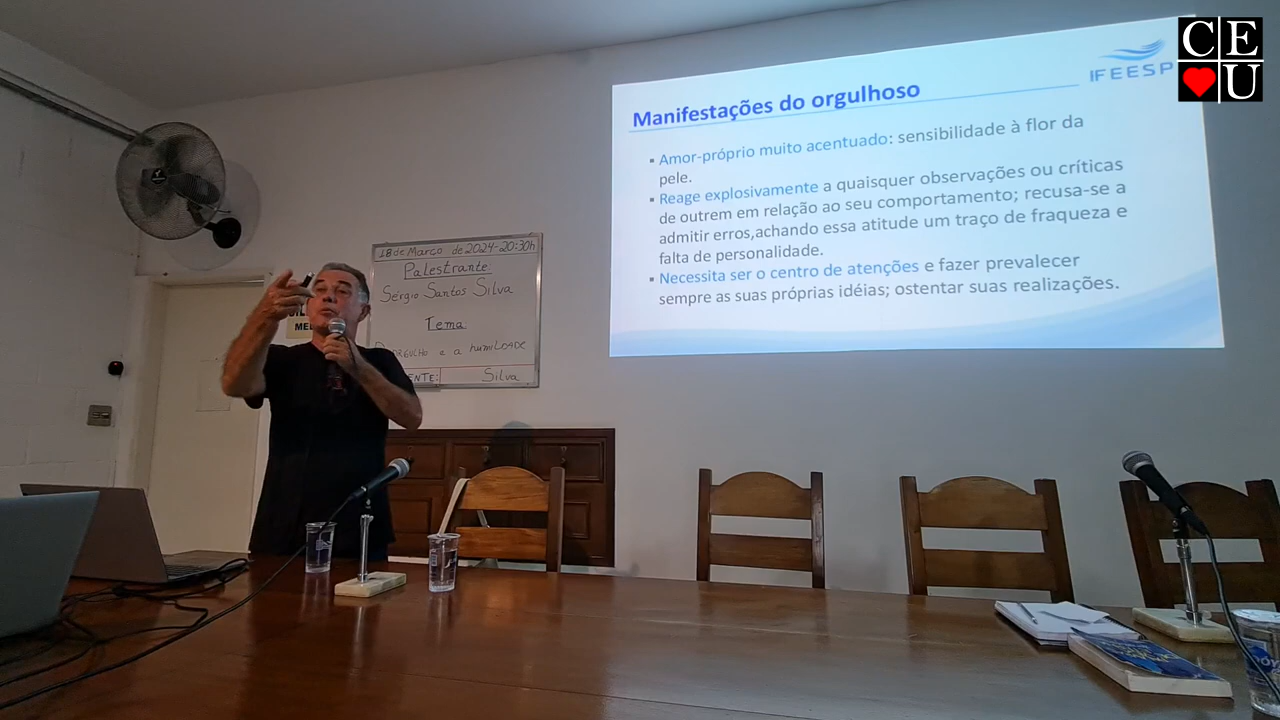 C E
U
IFEESP
Manifestações do orgulhoso
▪ Amor-próprio muito acentuado: sensibilidade à flor da
pele.
▪ Reage explosivamente a quaisquer observações ou críticas
de outrem em relação ao seu comportamento; recusa-se a
admitir erros,achando essa atitude um traço de fraqueza e
falta de personalidade.
▪ Necessita ser o centro de atenções e fazer prevalecer
sempre as suas próprias idéias; ostentar suas realizações.
18 de Março de 2024-20:30h
Palestrante
Sérgio Santos Silva
Tema
ORGULHO e a HUMILDADE
ENTE: Silva